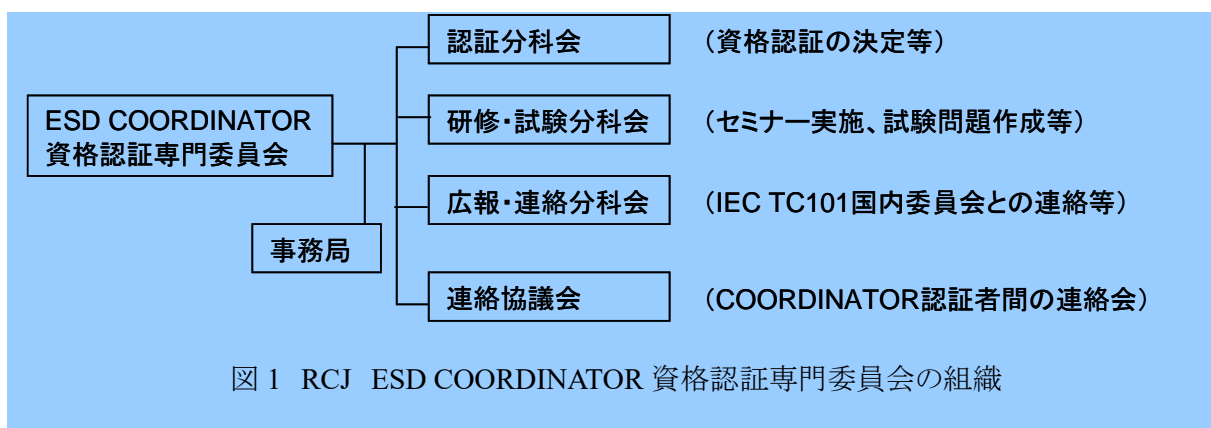 認証分科会 （資格認証の決定等）
ESD COORDINATOR
資格認証専門委員会
研修・試験分科会 （セミナー実施、試験問題作成等）
広報・連絡分科会 （IEC TC101国内委員会との連絡等）
事務局
連絡協議会 （COORDINATOR認証者間の連絡会）
図 1 RCJ ESD COORDINATOR 資格認証専門委員会の組織